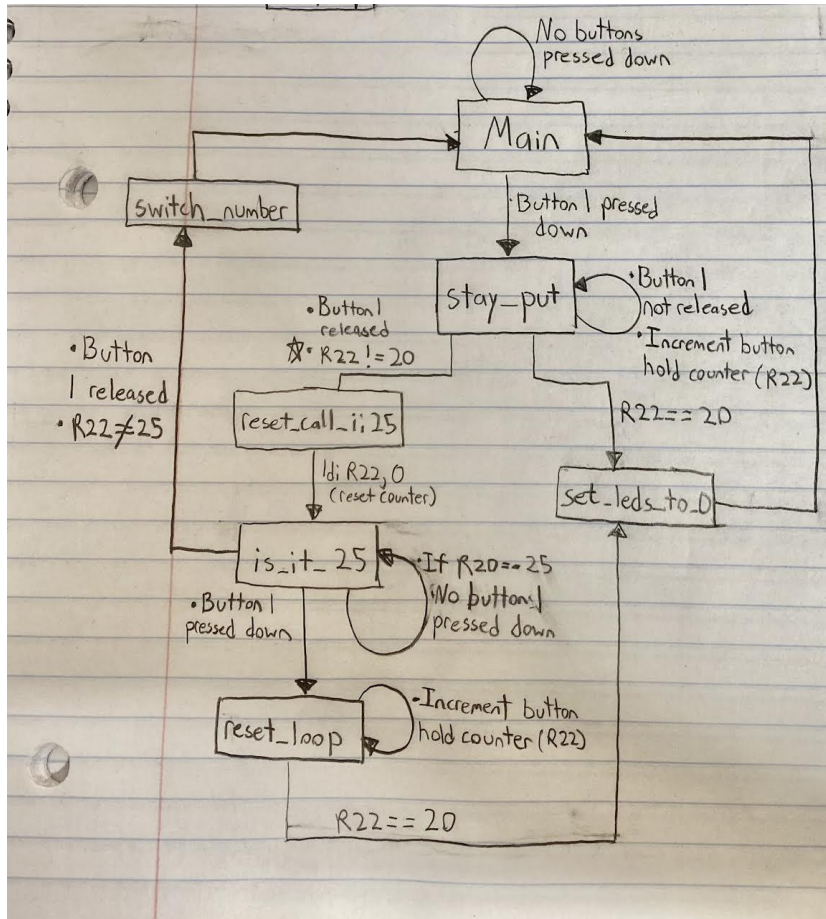 No buttons
pressed down
Main
switch_number
• Button 1 pressed
down
stay_put
• Button 1
not released
• Increment button
hold counter (R22)
• Button 1
released
☆• R22 != 20
• Button
1 released
• R22≠25
reset_call_ii25
R22== 20
ldi R22, 0
(reset counter)
set_leds_to_0
is_it_25
• If R20==25
No button 1
pressed down
• Button 1
pressed down
reset_loop
• Increment button
hold counter (R22)
R22== 20